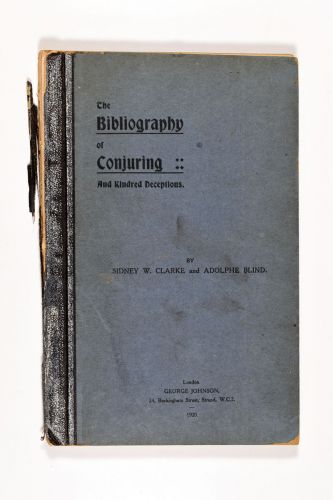 The
Bibliography
of
Conjuring ::
And Kindred Deceptions.
BY
SIDNEY W. CLARKE and ADOLPHE BLIND.
London
GEORGE JOHNSON,
24, Buckingham Street, Strand, W.C.2.
—
1920